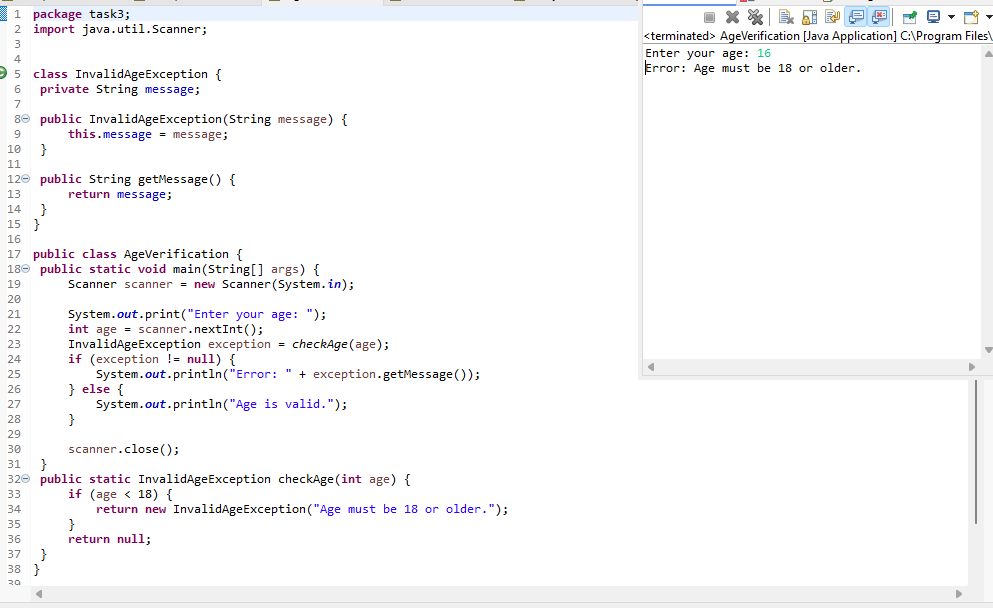 1 package task3;
2 import java.util.Scanner;
3
4
5 class InvalidAgeException {
6 private String message;
7
8 public InvalidAgeException(String message) {
9 this.message = message;
10 }
11
12 public String getMessage() {
13 return message;
14 }
15 }
16
17 public class AgeVerification {
18 public static void main(String[] args) {
19 Scanner scanner = new Scanner(System.in);
20
21 System.out.print("Enter your age: ");
22 int age = scanner.nextInt();
23 InvalidAgeException exception = checkAge(age);
24 if (exception != null) {
25 System.out.println("Error: " + exception.getMessage());
26 } else {
27 System.out.println("Age is valid.");
28 }
29
30 scanner.close();
31 }
32 public static InvalidAgeException checkAge(int age) {
33 if (age < 18) {
34 return new InvalidAgeException("Age must be 18 or older.");
35 }
36 return null;
37 }
38 }
39
<terminated> AgeVerification [Java Application] C:\Program Files\
Enter your age: 16
Error: Age must be 18 or older.